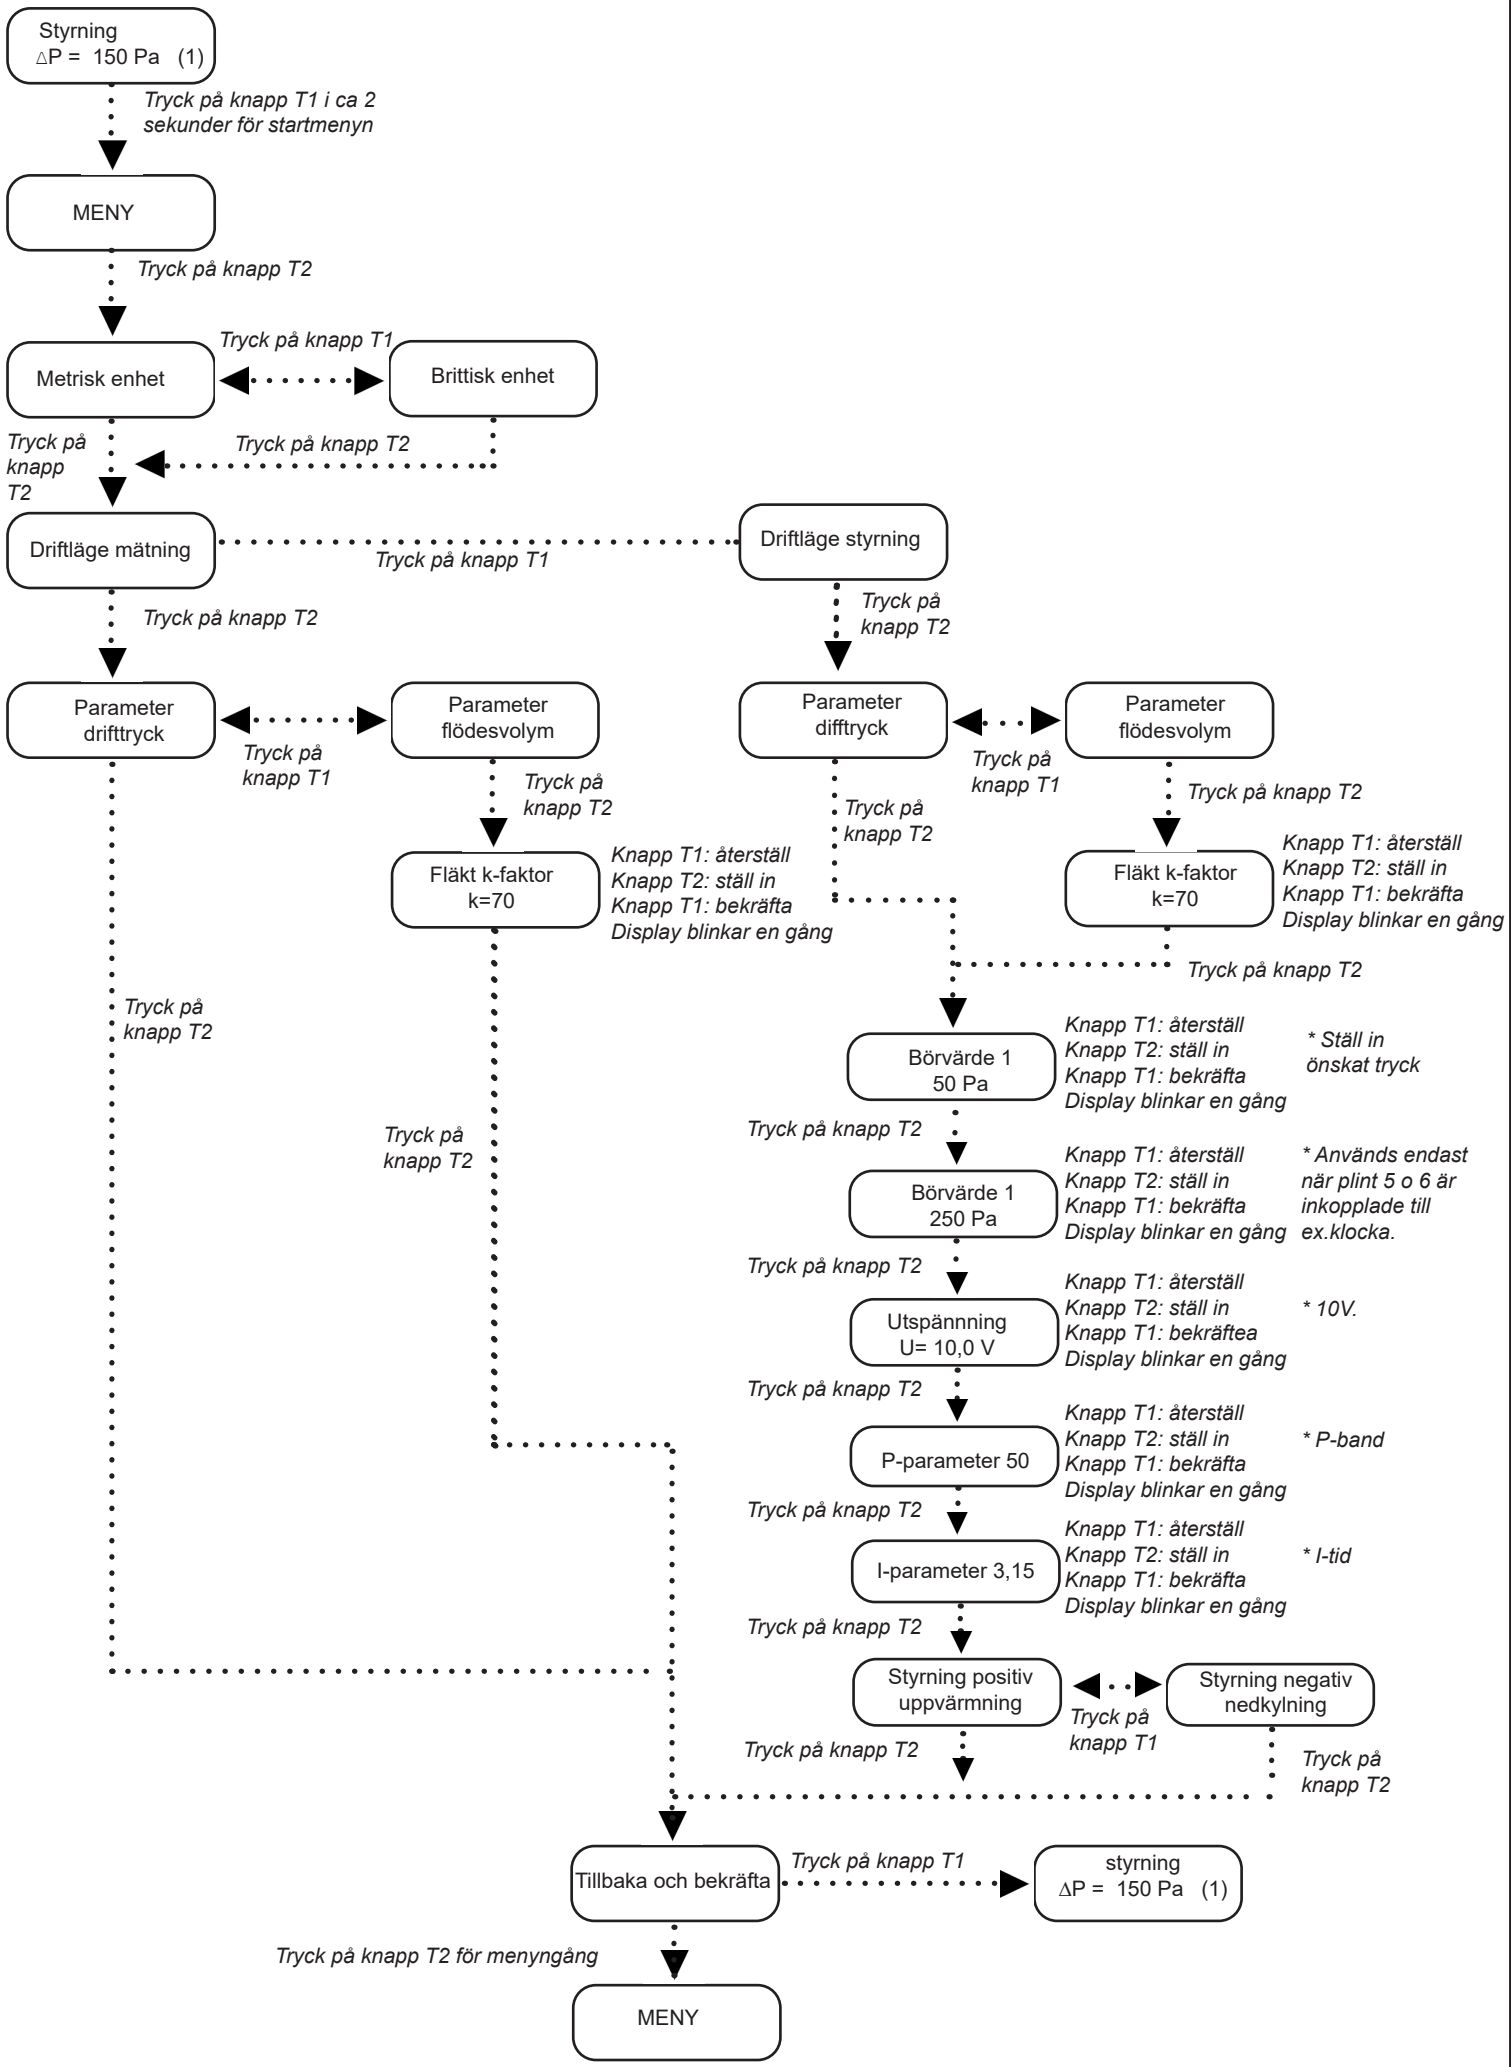 Styrning
ΔP = 150 Pa (1)
Tryck på knapp T1 i ca 2
sekunder för startmenyn
MENY
Tryck på knapp T2
Tryck på knapp T1
Metrisk enhet
Brittisk enhet
Tryck på
knapp
T2
Tryck på knapp T2
Driftläge mätning
Tryck på knapp T1
Driftläge styrning
Tryck på knapp T2
Tryck på
knapp T2
Parameter
drifttryck
Tryck på
knapp T1
Parameter
flödesvolym
Parameter
difftryck
Tryck på
knapp T1
Parameter
flödesvolym
Tryck på
knapp T2
Tryck på
knapp T2
Tryck på knapp T2
Fläkt k-faktor
k=70
Knapp T1: återställ
Knapp T2: ställ in
Knapp T1: bekräfta
Display blinkar en gång
Fläkt k-faktor
k=70
Knapp T1: återställ
Knapp T2: ställ in
Knapp T1: bekräfta
Display blinkar en gång
Tryck på knapp T2
Tryck på
knapp T2
Börvärde 1
50 Pa
Knapp T1: återställ
Knapp T2: ställ in
Knapp T1: bekräfta
Display blinkar en gång
* Ställ in
önskat tryck
Tryck på
knapp T2
Tryck på knapp T2
Börvärde 1
250 Pa
Knapp T1: återställ
Knapp T2: ställ in
Knapp T1: bekräfta
Display blinkar en gång
* Används endast
när plint 5 o 6 är
inkopplade till
ex.klocka.
Tryck på knapp T2
Utspännning
U= 10,0 V
Knapp T1: återställ
Knapp T2: ställ in
Knapp T1: bekräftea
Display blinkar en gång
* 10V.
Tryck på knapp T2
P-parameter 50
Knapp T1: återställ
Knapp T2: ställ in
Knapp T1: bekräfta
Display blinkar en gång
* P-band
Tryck på knapp T2
I-parameter 3,15
Knapp T1: återställ
Knapp T2: ställ in
Knapp T1: bekräfta
Display blinkar en gång
* I-tid
Tryck på knapp T2
Styrning positiv
uppvärmning
Tryck på
knapp T1
Styrning negativ
nedkylning
Tryck på knapp T2
Tryck på
knapp T2
Tillbaka och bekräfta
Tryck på knapp T1
styrning
ΔP = 150 Pa (1)
Tryck på knapp T2 för menyngång
MENY